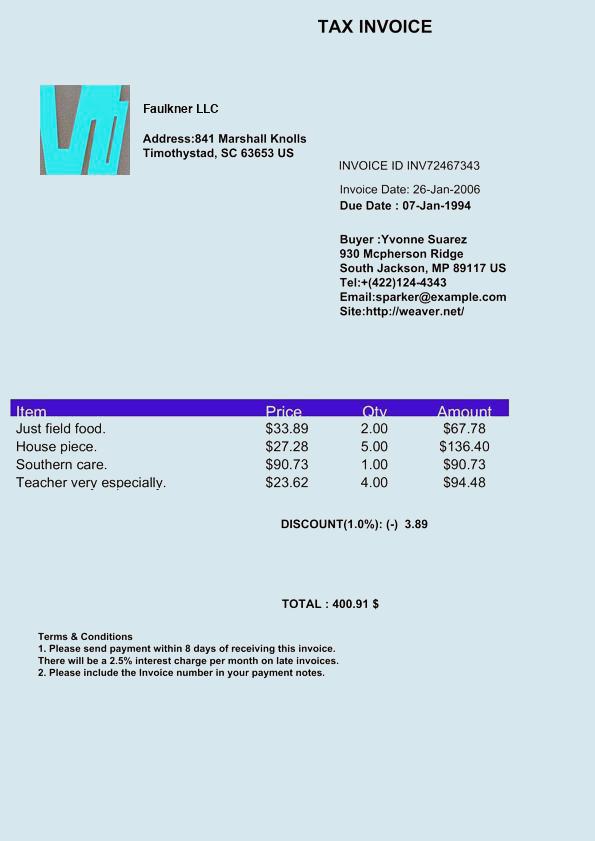 TAX INVOICE
Faulkner LLC
Address:841 Marshall Knolls
Timothystad, SC 63653 US
INVOICE ID INV72467343
Invoice Date: 26-Jan-2006
Due Date : 07-Jan-1994
Buyer :Yvonne Suarez
930 Mcpherson Ridge
South Jackson, MP 89117 US
Tel:+(422)124-4343
Email:sparker@example.com
Site:http://weaver.net/
Item Price Qty Amount
Just field food. $33.89 2.00 $67.78
House piece. $27.28 5.00 $136.40
Southern care. $90.73 1.00 $90.73
Teacher very especially. $23.62 4.00 $94.48
DISCOUNT(1.0%): (-) 3.89
TOTAL : 400.91 $
Terms & Conditions
1. Please send payment within 8 days of receiving this invoice.
There will be a 2.5% interest charge per month on late invoices.
2. Please include the Invoice number in your payment notes.